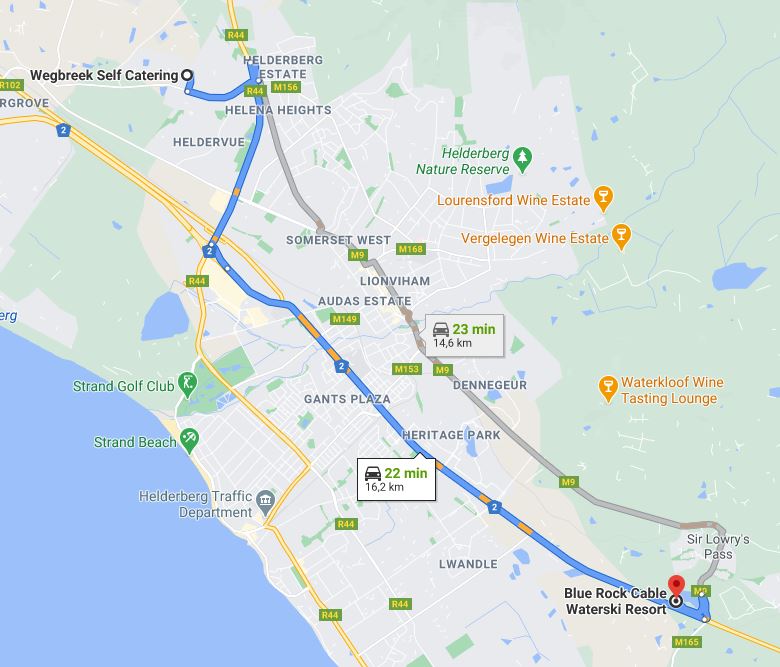 R44
HELDERBERG
ESTATE
Wegbreek Self Catering
R102
RGROVE
R44
M156
HELENA HEIGHTS
2
HELDERVUE
Helderberg
Nature Reserve
Lourensford Wine Estate
Vergelegen Wine Estate
SOMERSET WEST
M168
2
M9
R44
LIONVIHAM
AUDAS ESTATE
erg
M149
23 min
14,6 km
2
M153
M9
Strand Golf Club
DENNEGEUR
Waterkloof Wine
Tasting Lounge
GANTS PLAZA
Strand Beach
HERITAGE PARK
22 min
16,2 km
M9
Helderberg Traffic
Department
2
R44
Sir Lowry's
Pass
LWANDLE
Blue Rock Cable
Waterski Resort
R44
R44
M165